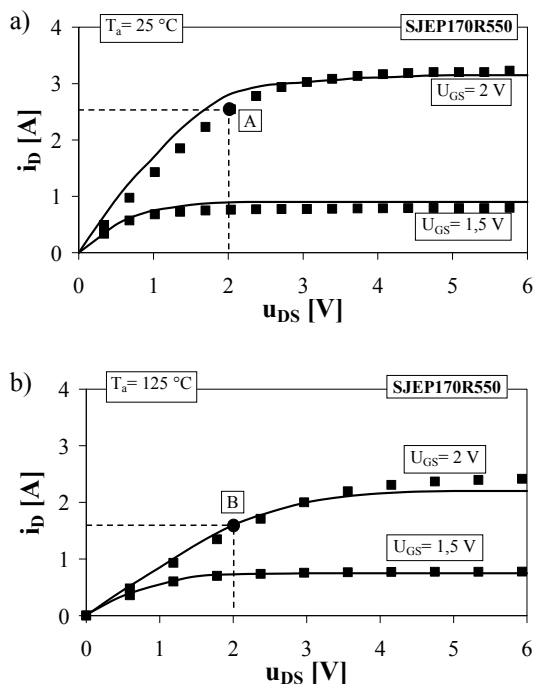 a)
T_a = 25 °C
SJEP170R550
4
3
2
1
0
i_D [A]
A
U_GS= 2 V
U_GS= 1,5 V
0 1 2 3 4 5 6
u_DS [V]
b)
T_a = 125 °C
SJEP170R550
4
3
2
1
0
i_D [A]
B
U_GS= 2 V
U_GS= 1,5 V
0 1 2 3 4 5 6
u_DS [V]